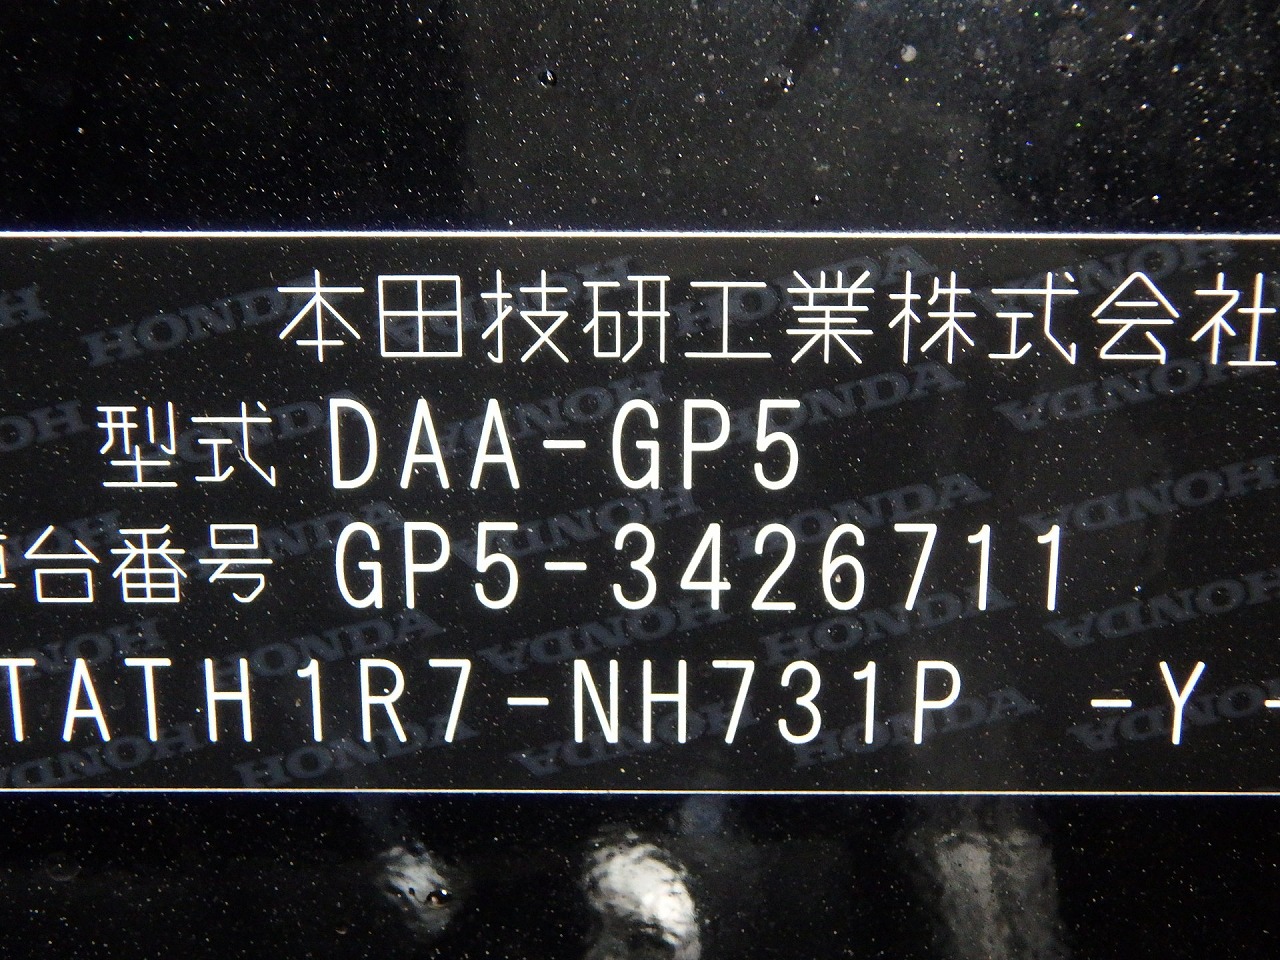 本田技研工業株式会社
型式 DAA-GP5
車台番号 GP5-3426711
TATH1R7-NH731P -Y-